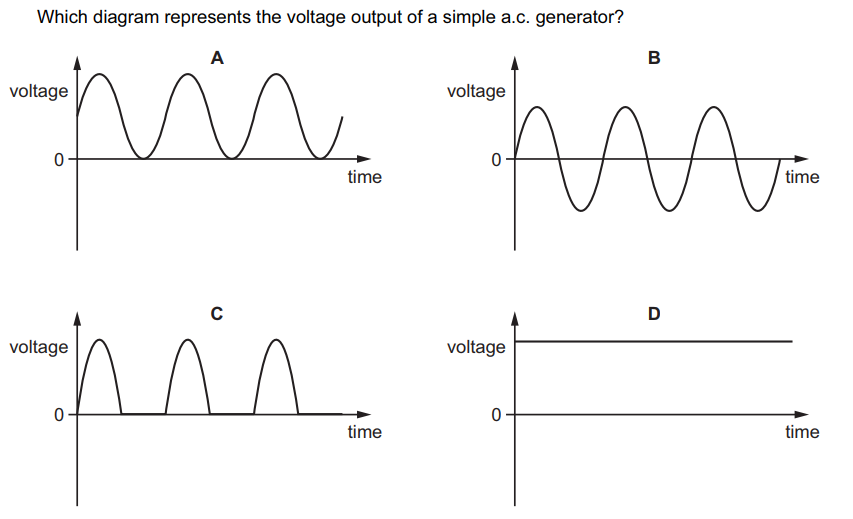 Which diagram represents the voltage output of a simple a.c. generator?
A
voltage
0
time
B
voltage
0
time
C
voltage
0
time
D
voltage
0
time